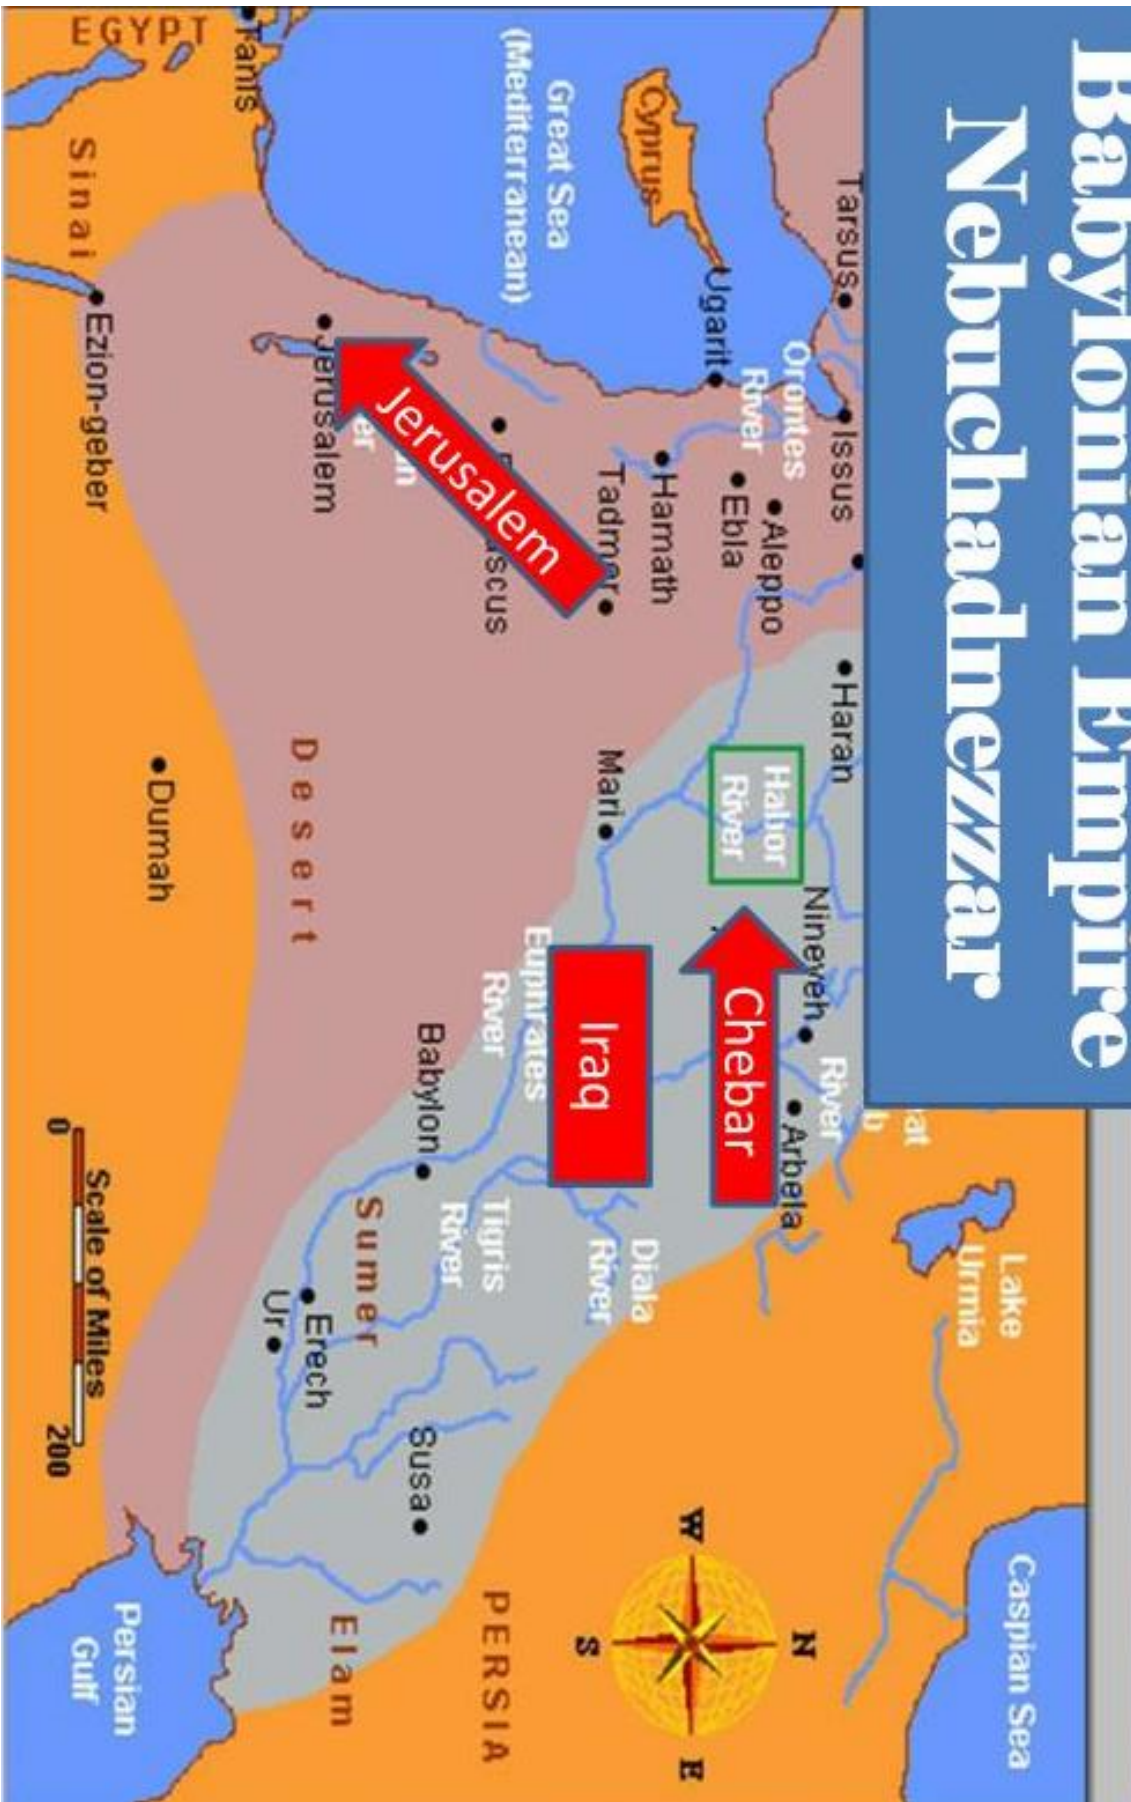 Babylonian Empire
Nebuchadnezzar
Tarsus
Issus
Haran
Cyprus
Ugarit
Orontes
River
Aleppo
Ebla
Hamath
Tadmor
Habor
River
Nineveh
River
Arbela
Chebar
Lake
Urmia
Caspian Sea
Great Sea
(Mediterranean)
Mari
Iraq
Euphrates
River
Diala
River
Tigris
River
Jerusalem
Jerusalem
Babylon
Sumer
Susa
Erech
Ur
PERSIA
Elam
N
W
E
S
Tanis
EGYPT
Sinai
Ezion-geber
Desert
Dumah
Scale of Miles
0
200
Persian
Gulf